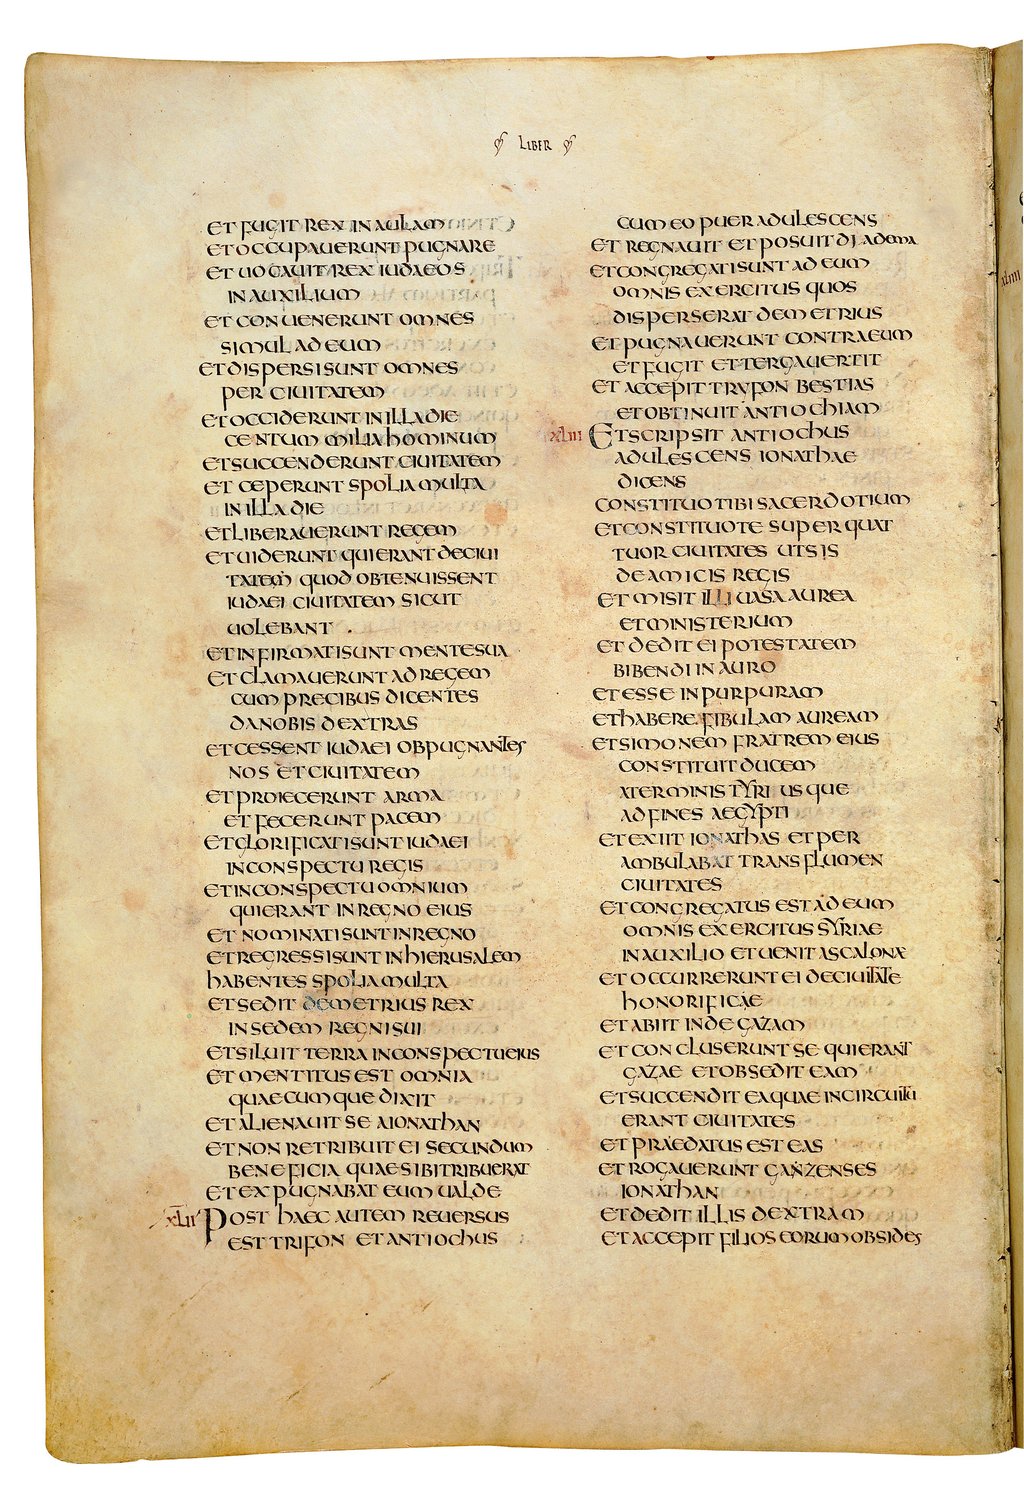 LIBER
ET FUGIT REX IN AULAM
ET OCCUPAUERUNT PUGNARE
ET UOCAUIT REX IUDAEOS
IN AUXILIUM
ET CONUENERUNT OMNES
SIMUL AD EUM
ET DISPERSI SUNT OMNES
PER CIUITATEM
ET OCCIDERUNT IN ILLA DIE
CENTUM MILIA HOMINUM
ET SUCCENDERUNT CIUITATEM
ET CEPERUNT SPOLIA MULTA
IN ILLA DIE
ET LIBERAUERUNT REGEM
ET UIDERUNT QUI ERANT DE CIUI
TATEM QUOD OBTENUISSENT
IUDAEI CIUITATEM SICUT
UOLEBANT
ET INFIRMATI SUNT MENTE SUA
ET CLAMAUERUNT AD REGEM
CUM PRECIBUS DICENTES
DA NOBIS DEXTRAS
ET CESSENT IUDAEI OBPUGNANTES
NOS ET CIUITATEM
ET PROIECERUNT ARMA
ET FECERUNT PACEM
ET GLORIFICATI SUNT IUDAEI
IN CONSPECTU REGIS
ET IN CONSPECTU OMNIUM
QUI ERANT IN REGNO EIUS
ET NOMINATI SUNT IN REGNO
ET REGRESSI SUNT IN HIERUSALEM
HABENTES SPOLIA MULTA
ET SEDIT DEMETRIUS REX
IN SEDEM REGNI SUI
ET SILUIT TERRA IN CONSPECTU EIUS
ET MENTITUS EST OMNIA
QUAECUMQUE DIXIT
ET ALIENAUIT SE A IONATHAN
ET NON RETRIBUIT EI SECUNDUM
BENEFICIA QUAE SIBI TRIBUERAT
ET EXPUGNABAT EUM UALDE
XLII POST HAEC AUTEM REUERSUS
EST TRIFON ET ANTIOCHUS
CUM EO PUER ADULESCENS
ET REGNAUIT ET POSUIT DIADEMA
ET CONGREGATI SUNT AD EUM
OMNIS EXERCITUS QUOS
DISPERSERAT DEMETRIUS
ET PUGNAUERUNT CONTRA EUM
ET FUGIT ET TERGA UERTIT
ET ACCEPIT TRYFON BESTIAS
ET OBTINUIT ANTIOCHIAM
XLIII ET SCRIPSIT ANTIOCHUS
ADULESCENS IONATHAE
DICENS
CONSTITUO TIBI SACERDOTIUM
ET CONSTITUO TE SUPER QUAT
TUOR CIUITATES UT SIS
DE AMICIS REGIS
ET MISIT ILLI UASA AUREA
ET MINISTERIUM
ET DEDIT EI POTESTATEM
BIBENDI IN AURO
ET ESSE IN PURPURAM
ET HABERE FIBULAM AUREAM
ET SIMONEM FRATREM EIUS
CONSTITUIT DUCEM
A TERMINIS TYRI USQUE
AD FINES AEGYPTI
ET EXIIT IONATHAS ET PER
AMBULABAT TRANS FLUMEN
CIUITATES
ET CONGREGATUS EST AD EUM
OMNIS EXERCITUS SYRIAE
IN AUXILIO ET UENIT ASCALONA
ET OCCURRERUNT EI DE CIUITATE
HONORIFICAE
ET ABIIT INDE GAZAM
ET CONCLUSERUNT SE QUI ERANT
GAZAE ET OBSEDIT EAM
ET SUCCENDIT EA QUAE IN CIRCUITU
ERANT CIUITATES
ET PRAEDATUS EST EAS
ET ROGAUERUNT GANZENSES
IONATHAN
ET DEDIT ILLIS DEXTRAM
ET ACCEPIT FILIOS EORUM OBSIDES